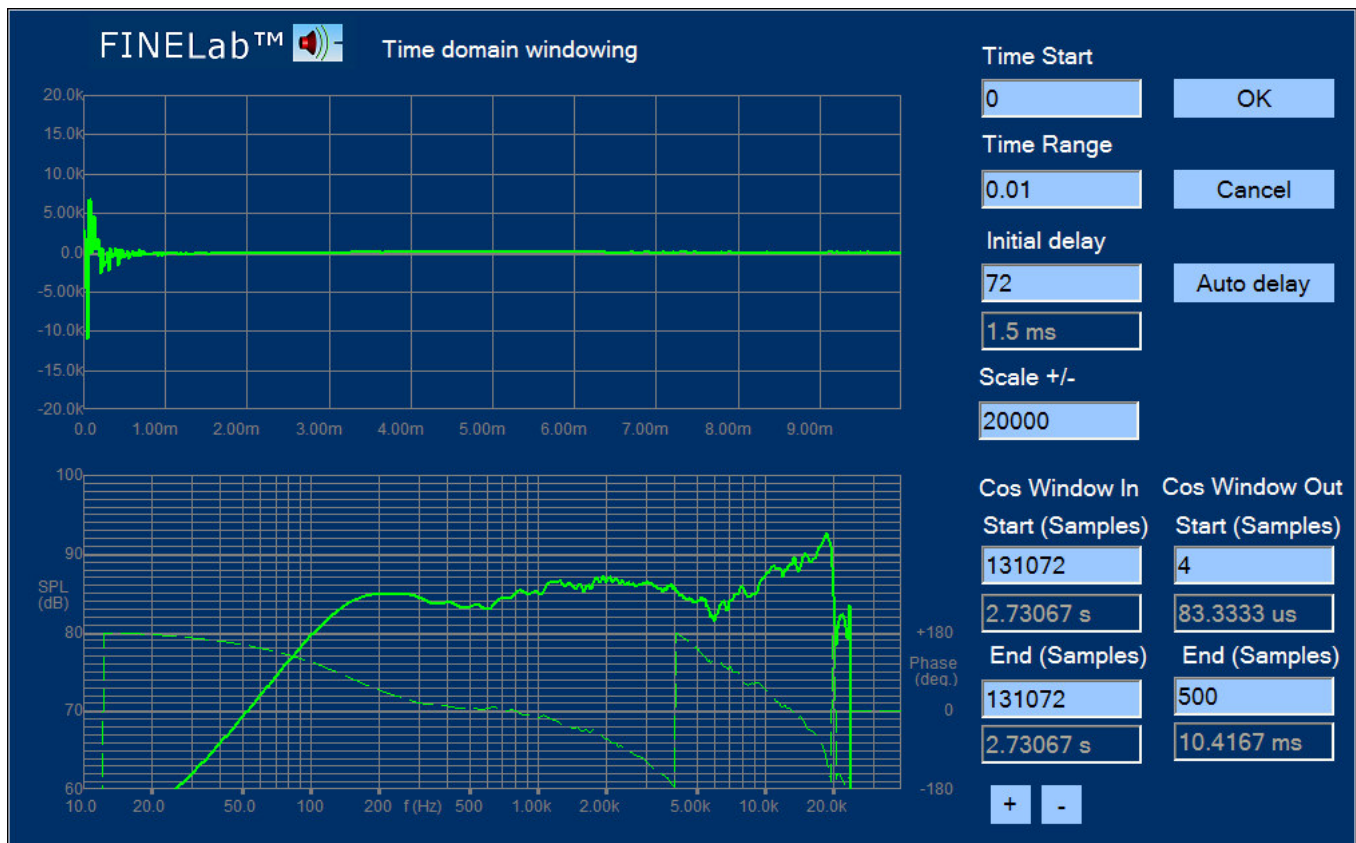 FINELab™
Time domain windowing
20.0k
15.0k
10.0k
5.00k
0.0
-5.00k
-10.0k
-15.0k
-20.0k
0.0 1.00m 2.00m 3.00m 4.00m 5.00m 6.00m 7.00m 8.00m 9.00m
100
90
SPL
(dB)
80
70
60
+180
Phase
(deg.)
0
-180
10.0 20.0 50.0 100 200 f (Hz) 500 1.00k 2.00k 5.00k 10.0k 20.0k
Time Start
0
OK
Time Range
0.01
Cancel
Initial delay
72
Auto delay
1.5 ms
Scale +/-
20000
Cos Window In Cos Window Out
Start (Samples) Start (Samples)
131072 4
2.73067 s 83.3333 us
End (Samples) End (Samples)
131072 500
2.73067 s 10.4167 ms
+ -